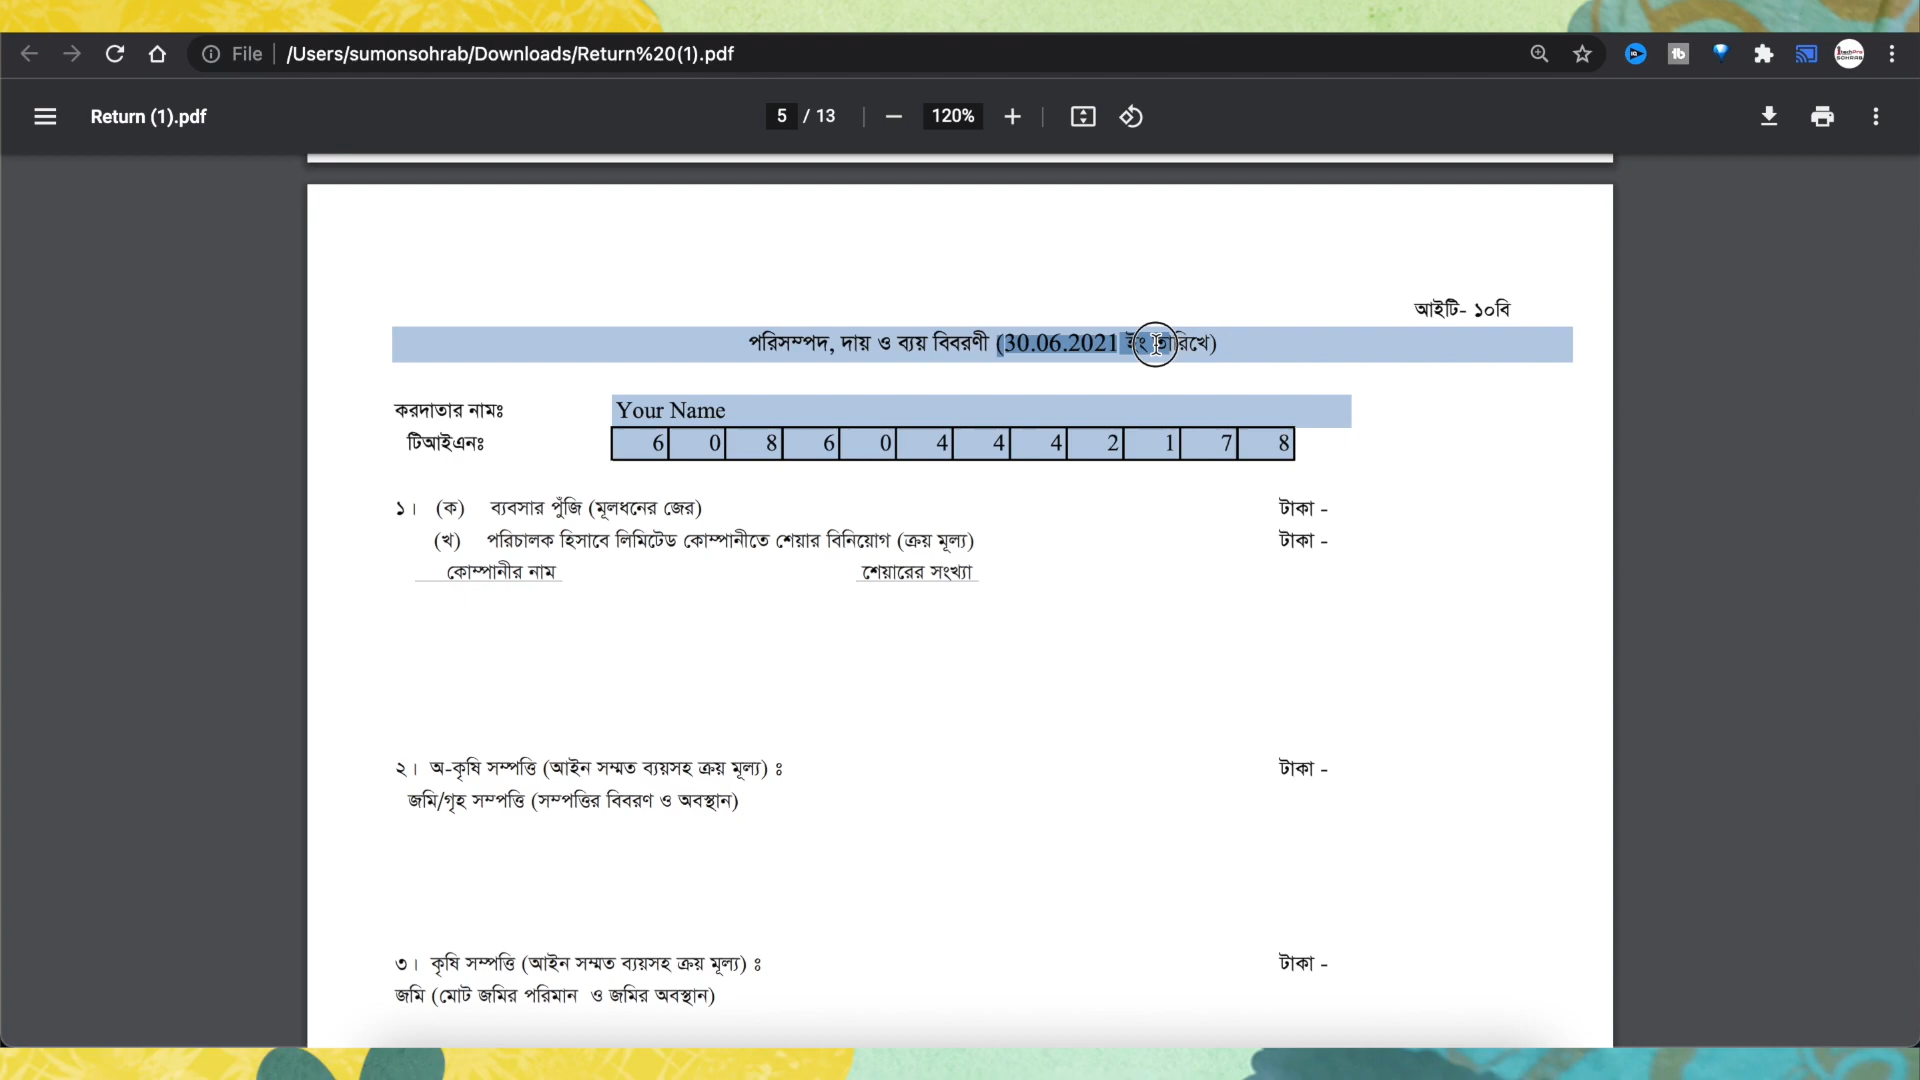 File /Users/sumonsohrab/Downloads/Return%20(1).pdf
Return (1).pdf 5 / 13 120%
আইটি- ১০বি
পরিসম্পদ, দায় ও ব্যয় বিবরণী (30.06.2021 ইং তারিখে)
করদাতার নামঃ Your Name
টিআইএনঃ 6 0 8 6 0 4 4 4 2 1 7 8
১। (ক) ব্যবসার পুঁজি (মূলধনের জের) টাকা -
(খ) পরিচালক হিসাবে লিমিটেড কোম্পানীতে শেয়ার বিনিয়োগ (ক্রয় মূল্য) টাকা -
কোম্পানীর নাম শেয়ারের সংখ্যা
২। অ-কৃষি সম্পত্তি (আইন সম্মত ব্যয়সহ ক্রয় মূল্য) ঃ টাকা -
জমি/গৃহ সম্পত্তি (সম্পত্তির বিবরণ ও অবস্থান)
৩। কৃষি সম্পত্তি (আইন সম্মত ব্যয়সহ ক্রয় মূল্য) ঃ টাকা -
জমি (মোট জমির পরিমান ও জমির অবস্থান)